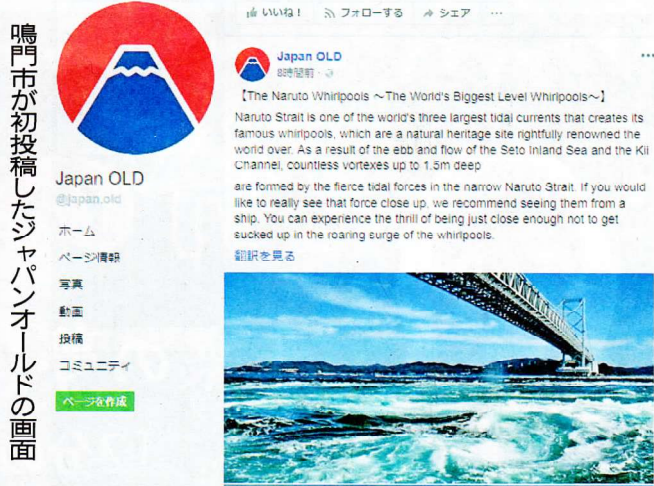 鳴門市が初投稿したジャパンオールドの画面
いいね！ フォローする シェア ...
Japan OLD
@japan.old
ホーム
ページ情報
写真
動画
投稿
コミュニティ
ページを作成
Japan OLD
8時間前
【The Naruto Whirlpools ～The World's Biggest Level Whirlpools～】
Naruto Strait is one of the world's three largest tidal currents that creates its
famous whirlpools, which are a natural heritage site rightfully renowned the
world over. As a result of the ebb and flow of the Seto Inland Sea and the Kii
Channel, countless vortexes up to 1.5m deep
are formed by the fierce tidal forces in the narrow Naruto Strait. If you would
like to really see that force close up, we recommend seeing them from a
ship. You can experience the thrill of being just close enough not to get
sucked up in the roaring surge of the whirlpools.
翻訳を見る